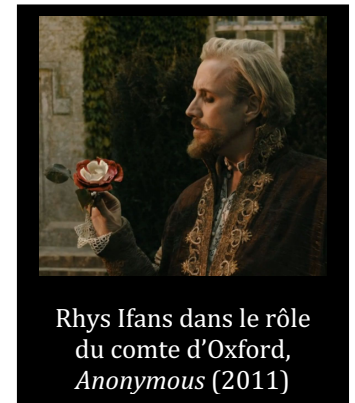 Rhys Ifans dans le rôle
du comte d’Oxford,
Anonymous (2011)